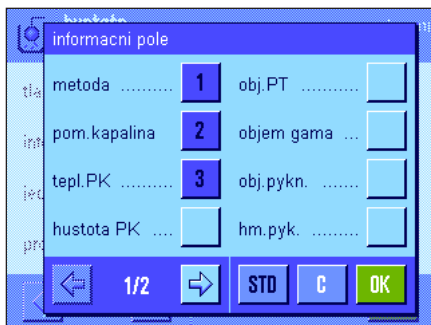 hustota
informacni pole
metoda .......... 1
obj.PT ..........
pom.kapalina 2
objem gama ...
tepl.PK .......... 3
obj.pykn. .......
hustota PK ....
hm.pyk. ........
1/2 STD C OK